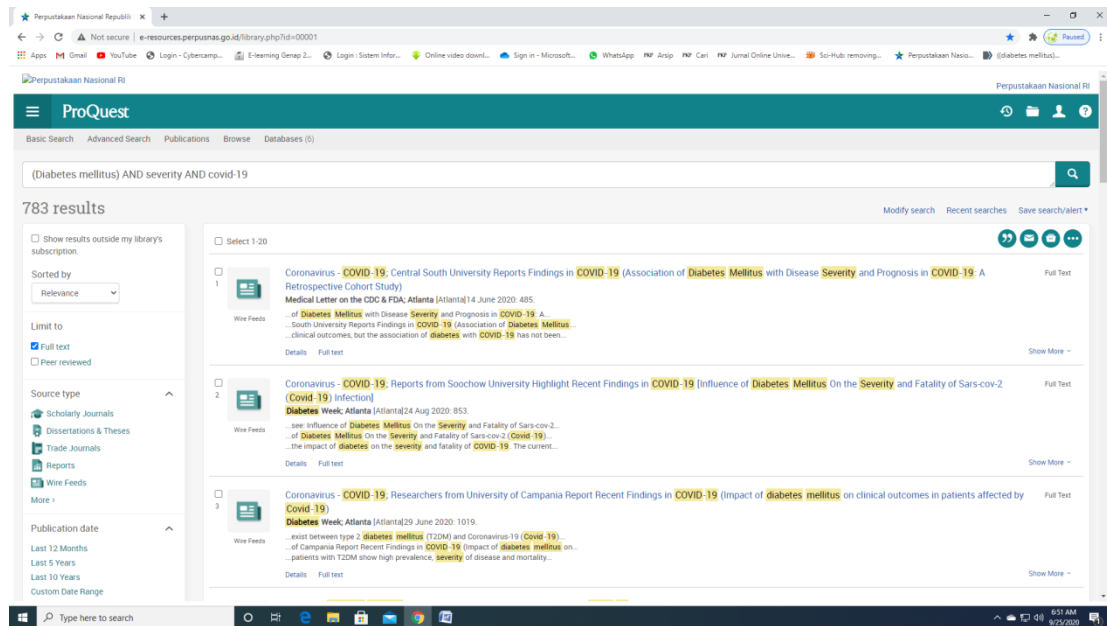 Perpustakaan Nasional Republik
Not secure | e-resources.perpusnas.go.id/library.php?id=00001
Paused
Apps Gmail YouTube Login - Cybercamp... E-learning Genap 2... Login : Sistem Infor... Online video downl... Sign in - Microsoft... WhatsApp PKP Arsip PKP Cari PKP Jurnal Online Unive... Sci-Hub: removing... Perpustakaan Nasio... ((diabetes mellitus)...
Perpustakaan Nasional RI
Perpustakaan Nasional RI
ProQuest
Basic Search Advanced Search Publications Browse Databases (6)
(Diabetes mellitus) AND severity AND covid-19
783 results
Modify search Recent searches Save search/alert
Show results outside my library's
subscription.
Sorted by
Relevance
Limit to
Full text
Peer reviewed
Source type
Scholarly Journals
Dissertations & Theses
Trade Journals
Reports
Wire Feeds
More ›
Publication date
Last 12 Months
Last 5 Years
Last 10 Years
Custom Date Range
Select 1-20
1
Wire Feeds
Coronavirus - COVID-19; Central South University Reports Findings in COVID-19 (Association of Diabetes Mellitus with Disease Severity and Prognosis in COVID-19: A
Retrospective Cohort Study)
Full Text
Medical Letter on the CDC & FDA; Atlanta [Atlanta]14 June 2020: 485.
...of Diabetes Mellitus with Disease Severity and Prognosis in COVID-19: A...
...South University Reports Findings in COVID-19 (Association of Diabetes Mellitus...
...clinical outcomes, but the association of diabetes with COVID-19 has not been...
Details Full text
Show More
2
Wire Feeds
Coronavirus - COVID-19; Reports from Soochow University Highlight Recent Findings in COVID-19 [Influence of Diabetes Mellitus On the Severity and Fatality of Sars-cov-2
(Covid-19) Infection]
Full Text
Diabetes Week; Atlanta [Atlanta]24 Aug 2020: 853.
...see: Influence of Diabetes Mellitus On the Severity and Fatality of Sars-cov-2...
...of Diabetes Mellitus On the Severity and Fatality of Sars-cov-2 (Covid-19)...
...the impact of diabetes on the severity and fatality of COVID-19. The current...
Details Full text
Show More
3
Wire Feeds
Coronavirus - COVID-19; Researchers from University of Campania Report Recent Findings in COVID-19 (Impact of diabetes mellitus on clinical outcomes in patients affected by
Covid-19)
Full Text
Diabetes Week; Atlanta [Atlanta]29 June 2020: 1019.
...exist between type 2 diabetes mellitus (T2DM) and Coronavirus-19 (Covid-19)...
...of Campania Report Recent Findings in COVID-19 (Impact of diabetes mellitus on...
...patients with T2DM show high prevalence, severity of disease and mortality...
Details Full text
Show More
Type here to search
6:51 AM
9/25/2020